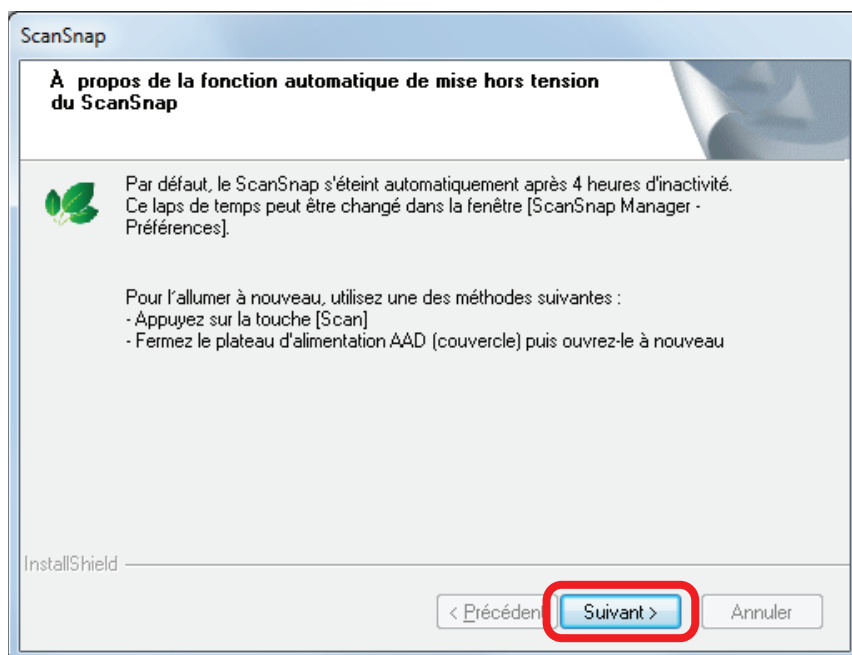 ScanSnap
À propos de la fonction automatique de mise hors tension
du ScanSnap
Par défaut, le ScanSnap s'éteint automatiquement après 4 heures d'inactivité.
Ce laps de temps peut être changé dans la fenêtre [ScanSnap Manager -
Préférences].
Pour l'allumer à nouveau, utilisez une des méthodes suivantes :
- Appuyez sur la touche [Scan]
- Fermez le plateau d'alimentation AAD (couvercle) puis ouvrez-le à nouveau
InstallShield
< Précédent Suivant > Annuler